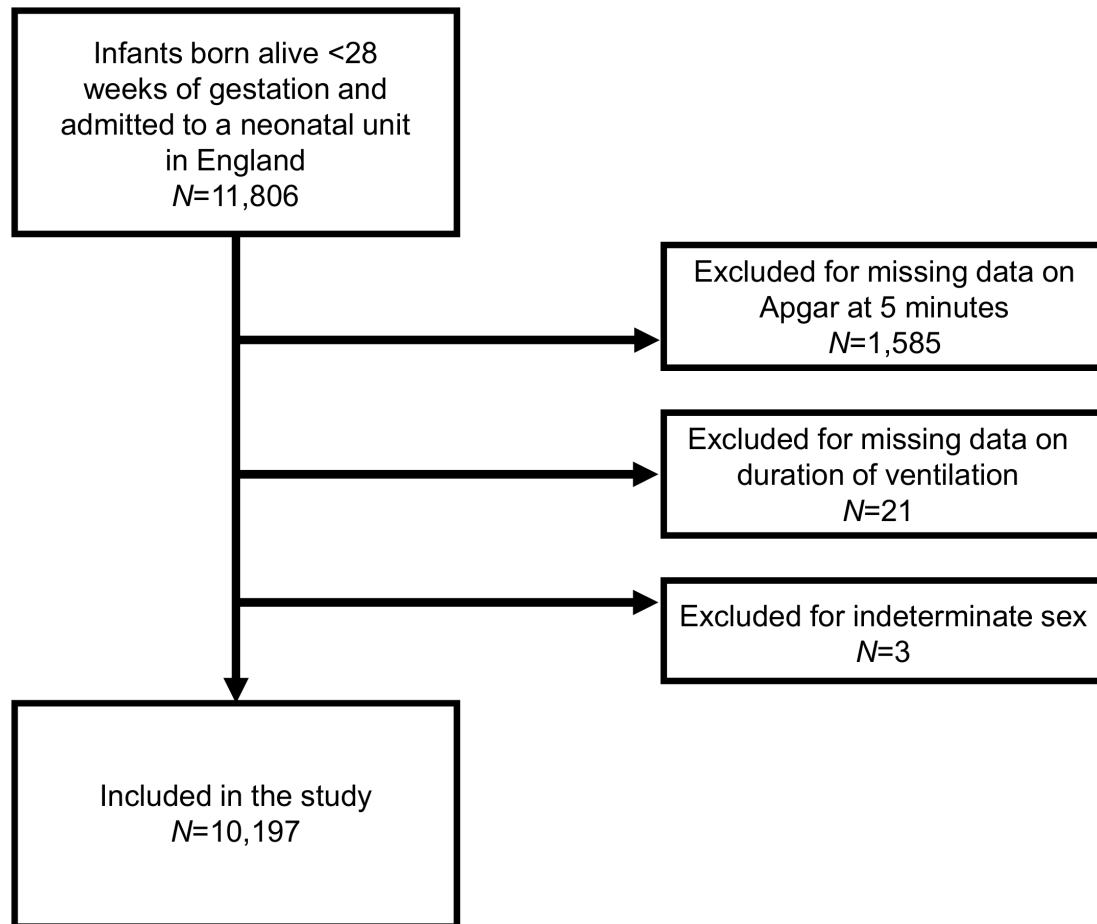 Infants born alive <28
weeks of gestation and
admitted to a neonatal unit
in England
N=11,806
Excluded for missing data on
Apgar at 5 minutes
N=1,585
Excluded for missing data on
duration of ventilation
N=21
Excluded for indeterminate sex
N=3
Included in the study
N=10,197